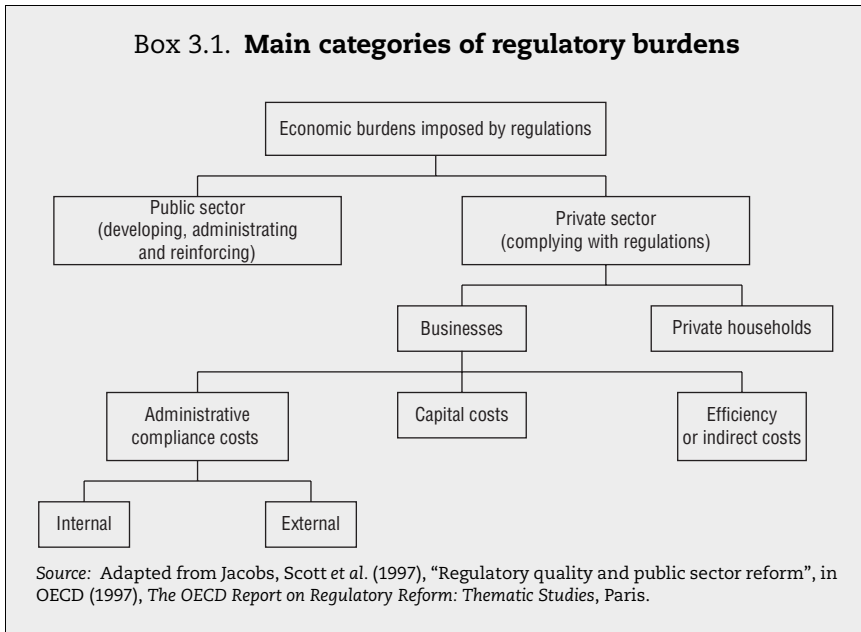 Box 3.1. Main categories of regulatory burdens
Economic burdens imposed by regulations
Public sector
(developing, administrating
and reinforcing)
Private sector
(complying with regulations)
Businesses
Private households
Administrative
compliance costs
Capital costs
Efficiency
or indirect costs
Internal
External
Source: Adapted from Jacobs, Scott et al. (1997), “Regulatory quality and public sector reform”, in
OECD (1997), The OECD Report on Regulatory Reform: Thematic Studies, Paris.